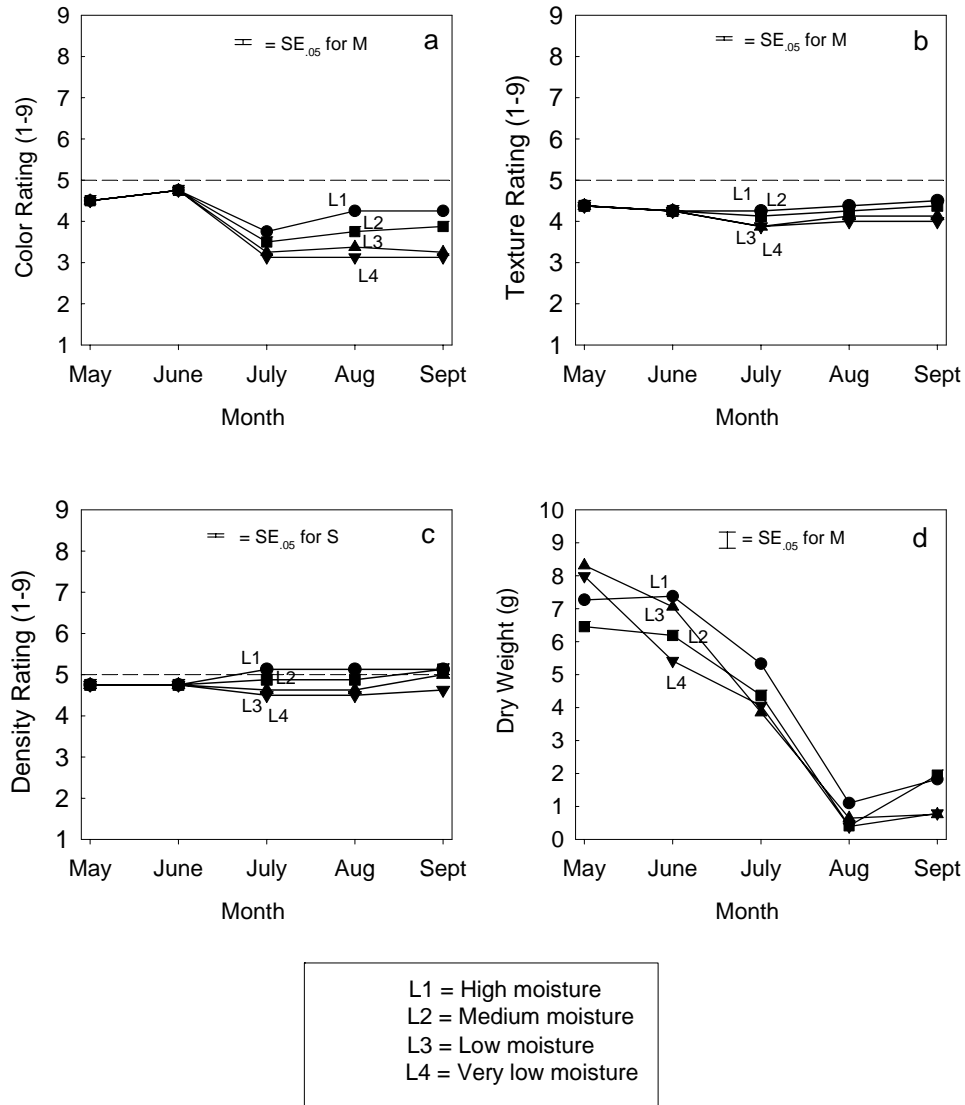 9
8
7
6
5
4
3
2
1
Color Rating (1-9)
= SE.05 for M
a
L1
L2
L3
L4
May June July Aug Sept
Month
9
8
7
6
5
4
3
2
1
Texture Rating (1-9)
= SE.05 for M
b
L1
L2
L3
L4
May June July Aug Sept
Month
9
8
7
6
5
4
3
2
1
Density Rating (1-9)
= SE.05 for S
c
L1
L2
L3
L4
May June July Aug Sept
Month
10
9
8
7
6
5
4
3
2
1
0
Dry Weight (g)
= SE.05 for M
d
L1
L3
L2
L4
May June July Aug Sept
Month
L1 = High moisture
L2 = Medium moisture
L3 = Low moisture
L4 = Very low moisture